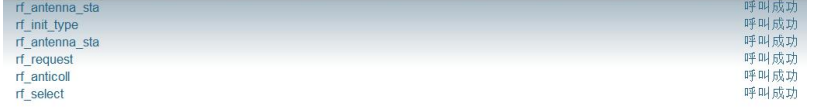 rf_antenna_sta 呼叫成功
rf_init_type 呼叫成功
rf_antenna_sta 呼叫成功
rf_request 呼叫成功
rf_anticoll 呼叫成功
rf_select 呼叫成功